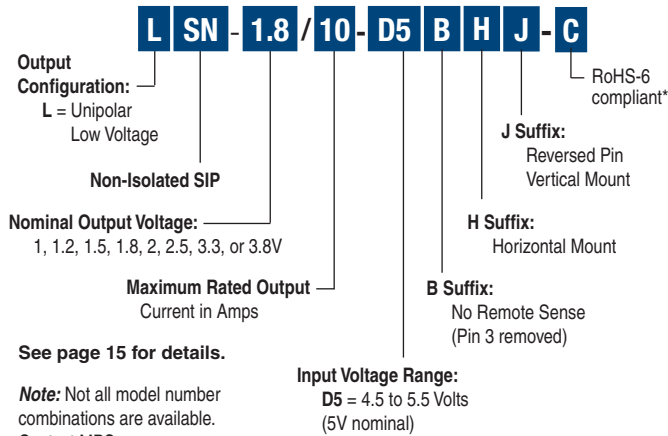 L SN - 1.8 / 10 - D5 B H J - C
Output
Configuration:
L = Unipolar
Low Voltage
RoHS-6
compliant*
J Suffix:
Reversed Pin
Vertical Mount
Non-Isolated SIP
Nominal Output Voltage:
1, 1.2, 1.5, 1.8, 2, 2.5, 3.3, or 3.8V
H Suffix:
Horizontal Mount
Maximum Rated Output
Current in Amps
B Suffix:
No Remote Sense
(Pin 3 removed)
See page 15 for details.
Input Voltage Range:
D5 = 4.5 to 5.5 Volts
(5V nominal)
Note: Not all model number
combinations are available.